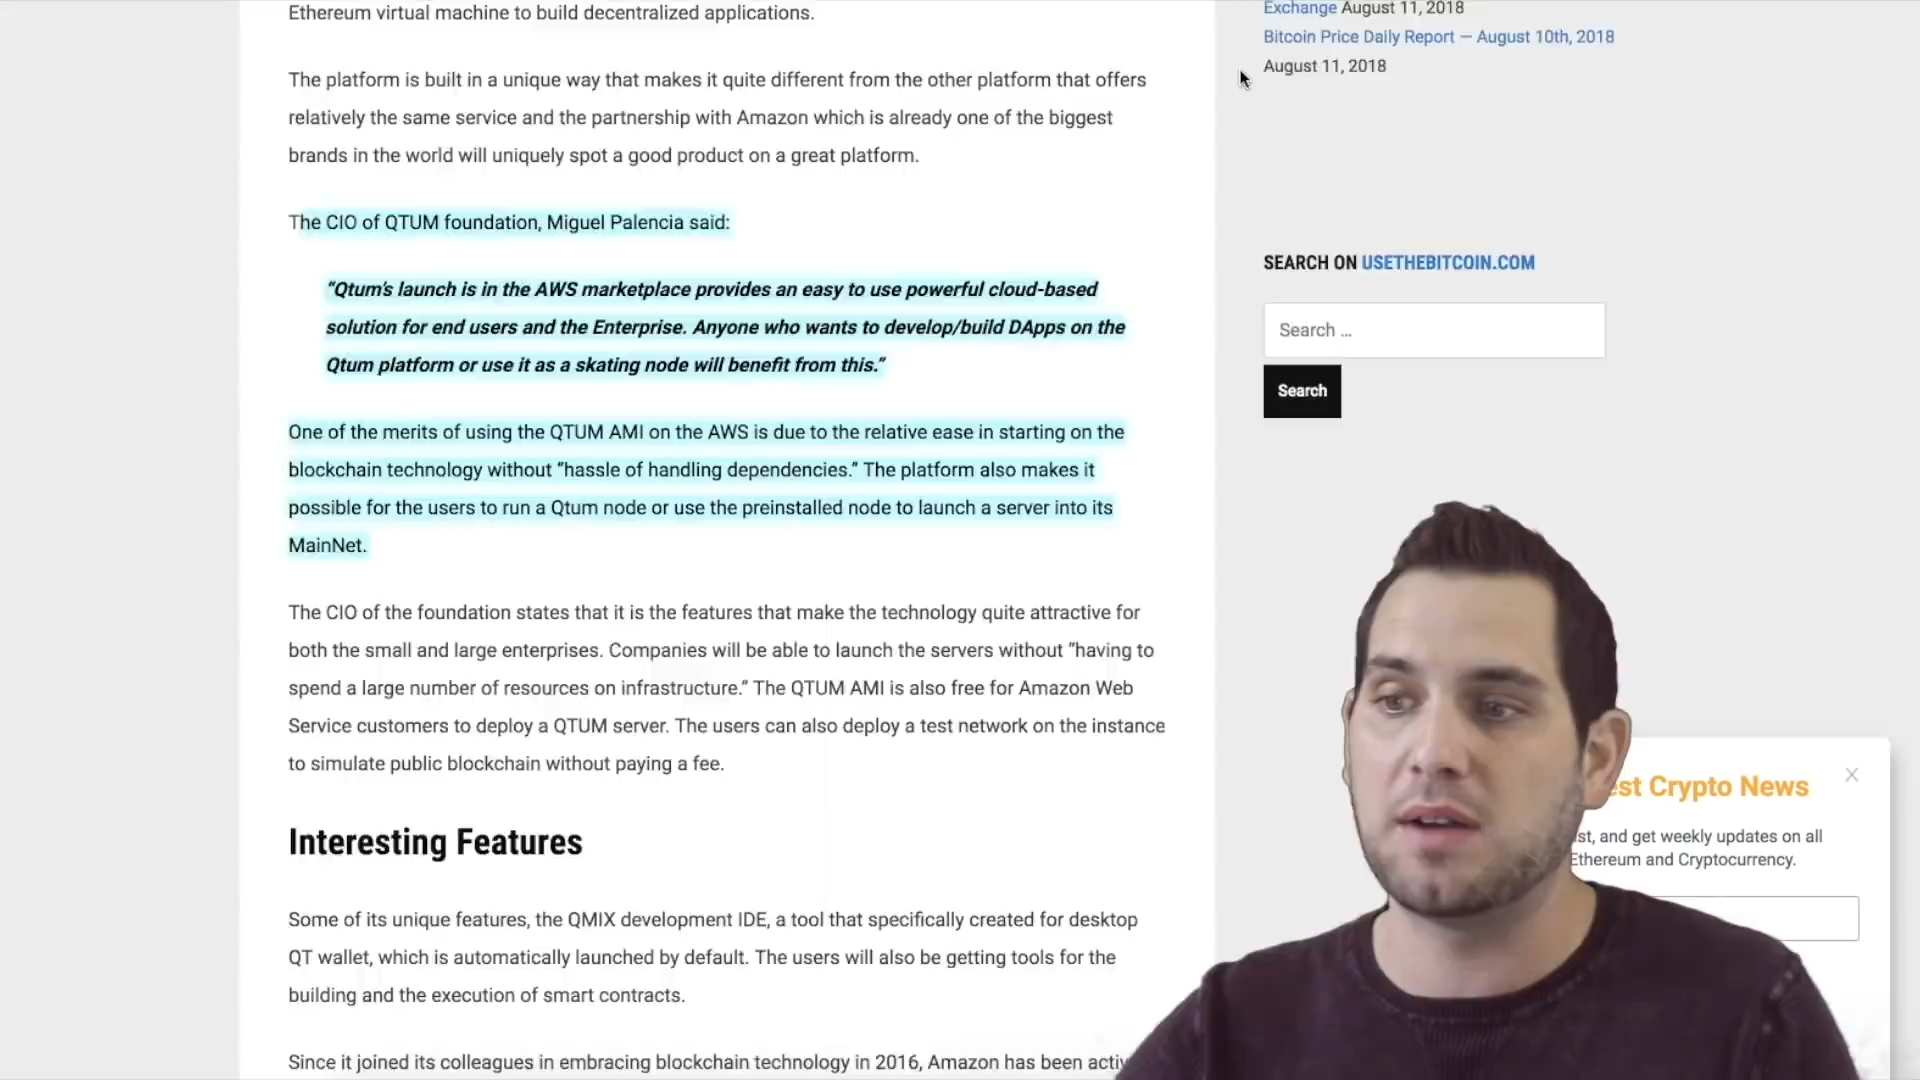 Ethereum virtual machine to build decentralized applications.
The platform is built in a unique way that makes it quite different from the other platform that offers
relatively the same service and the partnership with Amazon which is already one of the biggest
brands in the world will uniquely spot a good product on a great platform.
The CIO of QTUM foundation, Miguel Palencia said:
“Qtum’s launch is in the AWS marketplace provides an easy to use powerful cloud-based
solution for end users and the Enterprise. Anyone who wants to develop/build DApps on the
Qtum platform or use it as a skating node will benefit from this.”
One of the merits of using the QTUM AMI on the AWS is due to the relative ease in starting on the
blockchain technology without “hassle of handling dependencies.” The platform also makes it
possible for the users to run a Qtum node or use the preinstalled node to launch a server into its
MainNet.
The CIO of the foundation states that it is the features that make the technology quite attractive for
both the small and large enterprises. Companies will be able to launch the servers without “having to
spend a large number of resources on infrastructure.” The QTUM AMI is also free for Amazon Web
Service customers to deploy a QTUM server. The users can also deploy a test network on the instance
to simulate public blockchain without paying a fee.
Interesting Features
Some of its unique features, the QMIX development IDE, a tool that specifically created for desktop
QT wallet, which is automatically launched by default. The users will also be getting tools for the
building and the execution of smart contracts.
Since it joined its colleagues in embracing blockchain technology in 2016, Amazon has been
Exchange August 11, 2018
Bitcoin Price Daily Report — August 10th, 2018
August 11, 2018
SEARCH ON USETHEBITCOIN.COM
Search …
Search
Crypto News
and get weekly updates on all
Ethereum and Cryptocurrency.